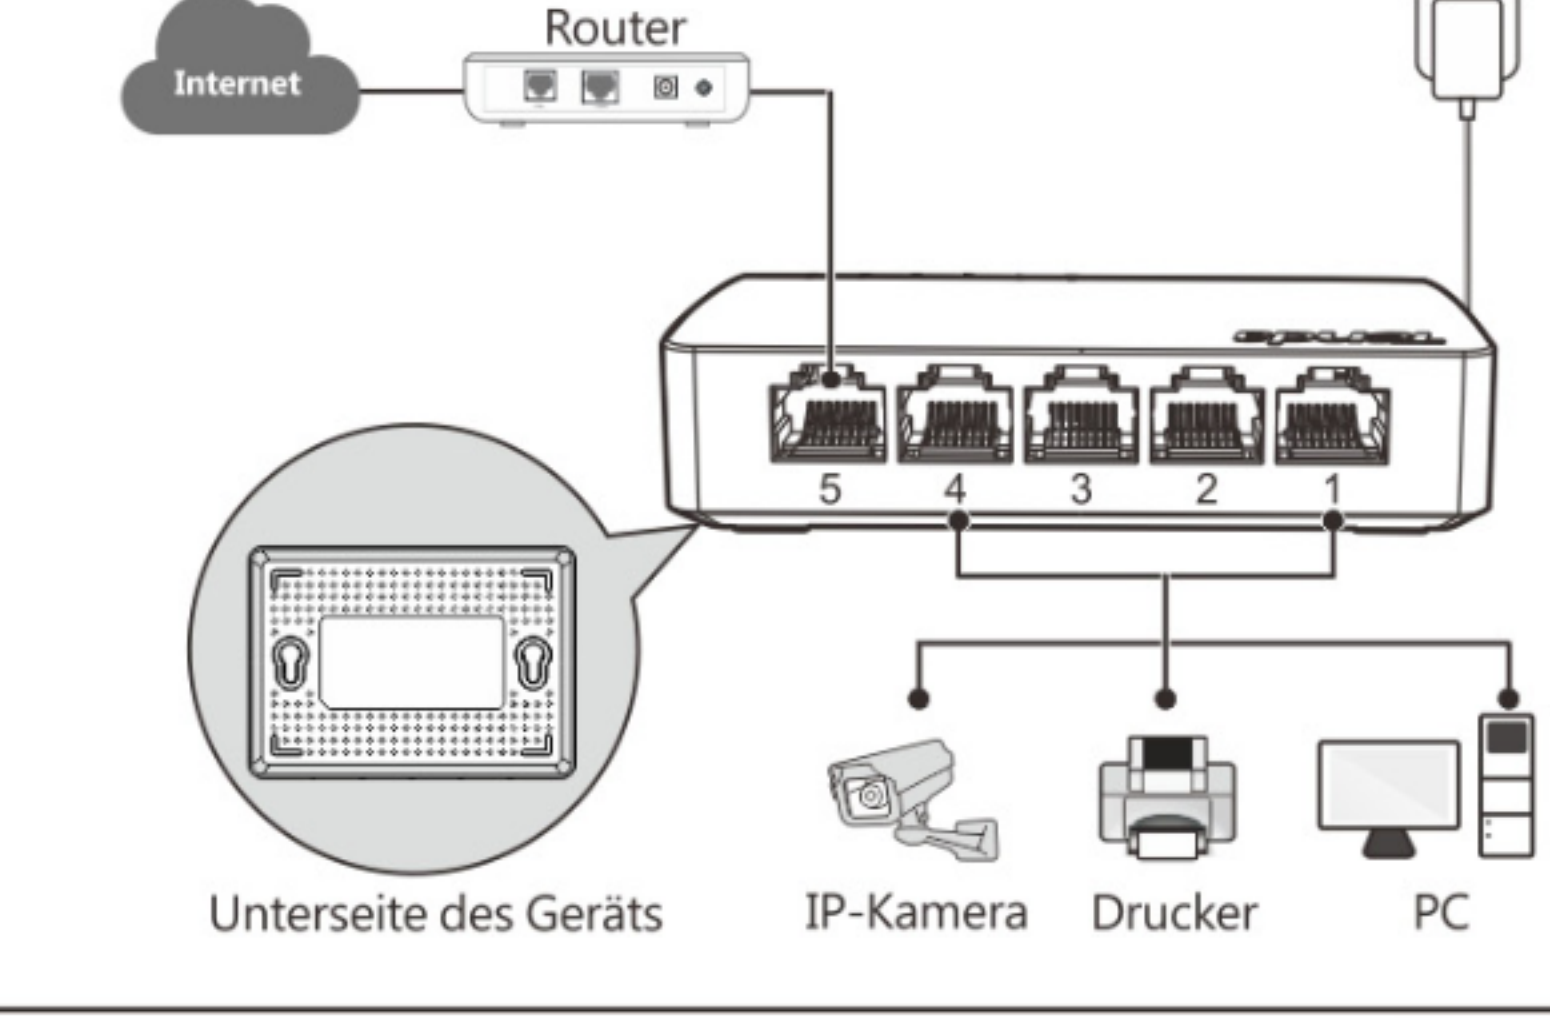 Router
Internet
5 4 3 2 1
Unterseite des Geräts
IP-Kamera
Drucker
PC